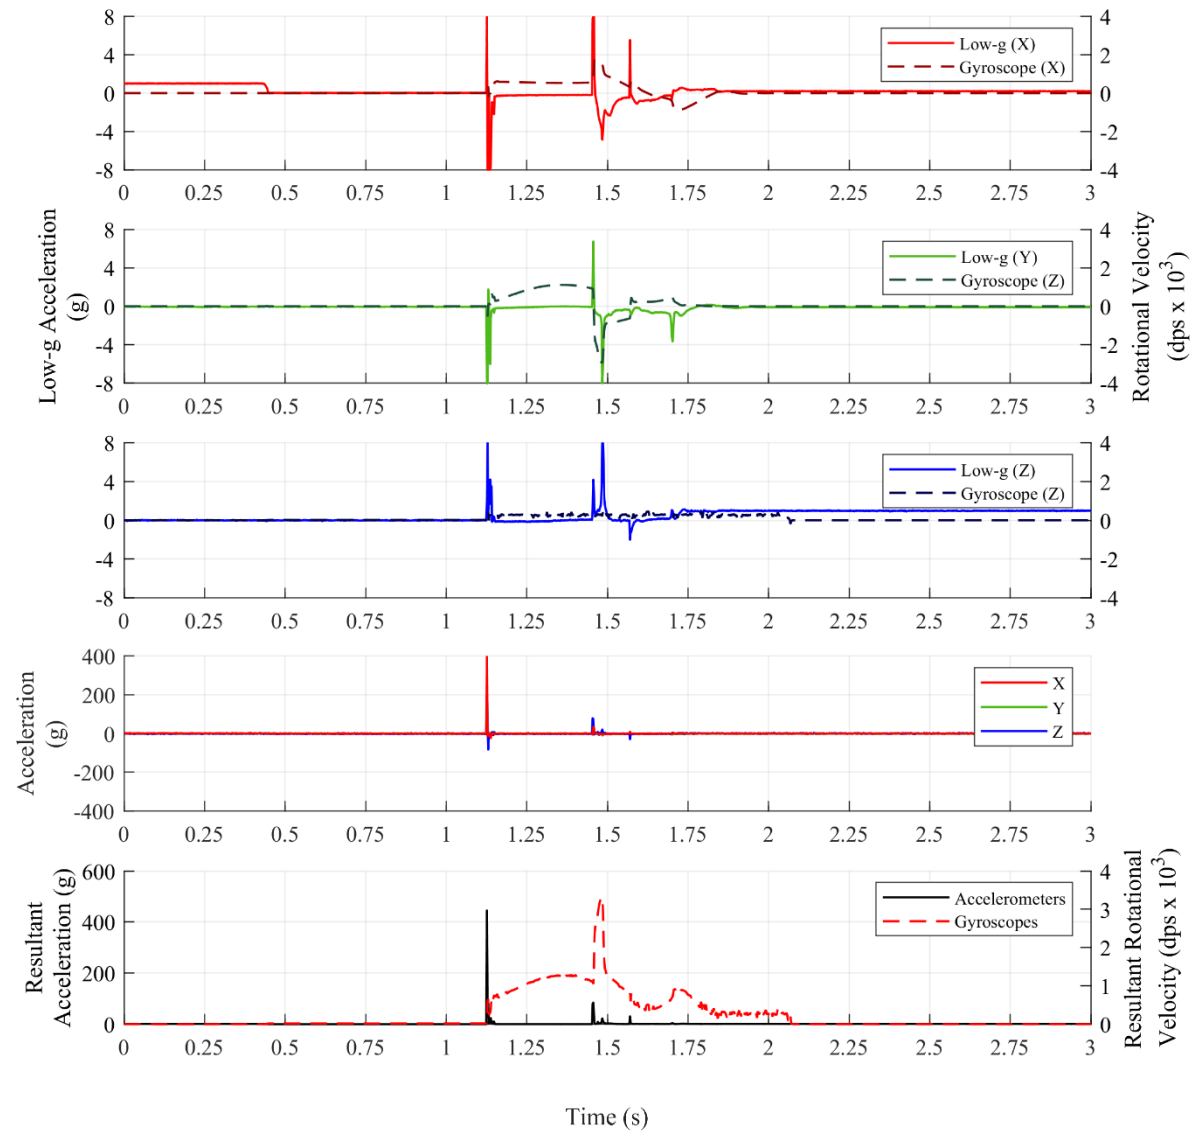 8
4
0
-4
-8
4
2
0
-2
-4
Low-g (X)
Gyroscope (X)
0 0.25 0.5 0.75 1 1.25 1.5 1.75 2 2.25 2.5 2.75 3
Low-g Acceleration
(g)
8
4
0
-4
-8
4
2
0
-2
-4
Rotational Velocity
(dps x 10³)
Low-g (Y)
Gyroscope (Z)
0 0.25 0.5 0.75 1 1.25 1.5 1.75 2 2.25 2.5 2.75 3
8
4
0
-4
-8
4
2
0
-2
-4
Low-g (Z)
Gyroscope (Z)
0 0.25 0.5 0.75 1 1.25 1.5 1.75 2 2.25 2.5 2.75 3
Acceleration
(g)
400
200
0
-200
-400
X
Y
Z
0 0.25 0.5 0.75 1 1.25 1.5 1.75 2 2.25 2.5 2.75 3
Resultant
Acceleration (g)
600
400
200
0
4
3
2
1
0
Resultant Rotational
Velocity (dps x 10³)
Accelerometers
Gyroscopes
0 0.25 0.5 0.75 1 1.25 1.5 1.75 2 2.25 2.5 2.75 3
Time (s)